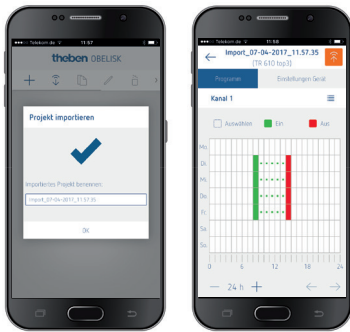 Telekom.de 11:57
theben OBELISK
Projekt importieren
Importiertes Projekt benennen:
Import_07-04-2017_11.57.35
OK
Telekom.de 11:58
Import_07-04-2017_11.57.35
(TR 610 top3)
Programm Einstellungen Gerät
Kanal 1
Auswählen Ein Aus
Mo
Di
Mi
Do
Fr
Sa
So
0 6 12 18 24
24 h